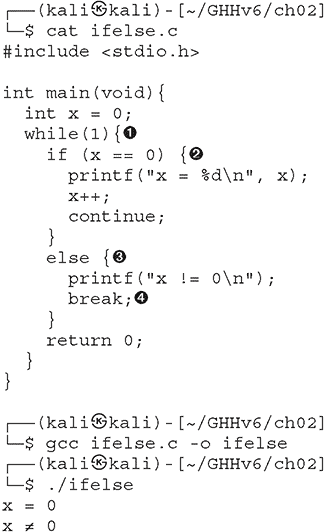 ┌──(kali㉿kali)-[~/GHHv6/ch02]
└─$ cat ifelse.c
#include <stdio.h>

int main(void){
  int x = 0;
  while(1){❶
    if (x == 0) {❷
      printf("x = %d\n", x);
      x++;
      continue;
    }
    else {❸
      printf("x != 0\n");
      break;❹
    }
    return 0;
  }
}

┌──(kali㉿kali)-[~/GHHv6/ch02]
└─$ gcc ifelse.c -o ifelse
┌──(kali㉿kali)-[~/GHHv6/ch02]
└─$ ./ifelse
x = 0
x ≠ 0